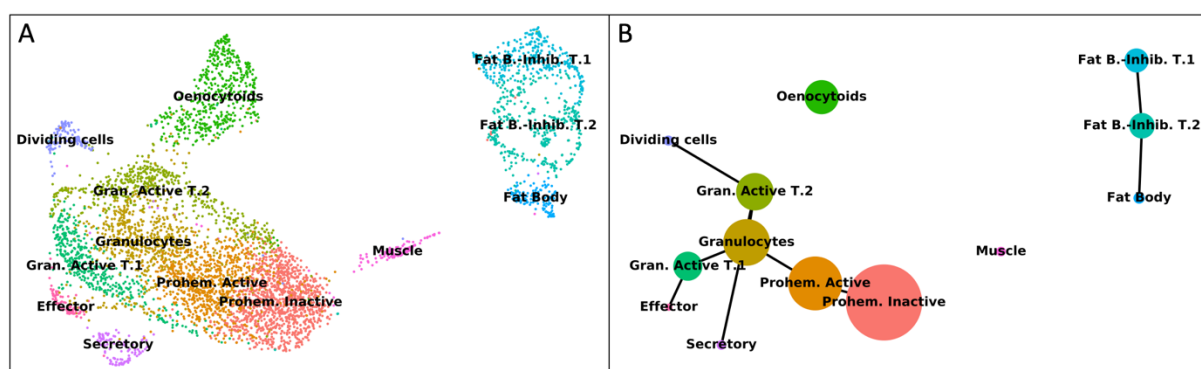 A
Fat B.-Inhib. T.1
Oenocytoids
Fat B.-Inhib. T.2
Dividing cells
Gran. Active T.2
Fat Body
Granulocytes
Muscle
Gran. Active T.1
Prohem. Active
Prohem. Inactive
Effector
Secretory
B
Fat B.-Inhib. T.1
Oenocytoids
Fat B.-Inhib. T.2
Dividing cells
Gran. Active T.2
Fat Body
Granulocytes
Muscle
Gran. Active T.1
Prohem. Active
Prohem. Inactive
Effector
Secretory